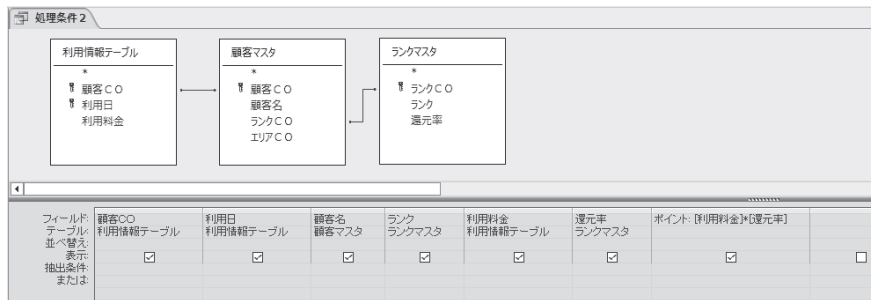 処理条件2
利用情報テーブル
*
顧客CO
利用日
利用料金
顧客マスタ
*
顧客CO
顧客名
ランクCO
エリアCO
ランクマスタ
*
ランクCO
ランク
還元率
フィールド: 顧客CO 利用日 顧客名 ランク 利用料金 還元率 ポイント: [利用料金]*[還元率]
テーブル: 利用情報テーブル 利用情報テーブル 顧客マスタ ランクマスタ 利用情報テーブル ランクマスタ
並べ替え:
表示:
抽出条件:
または: